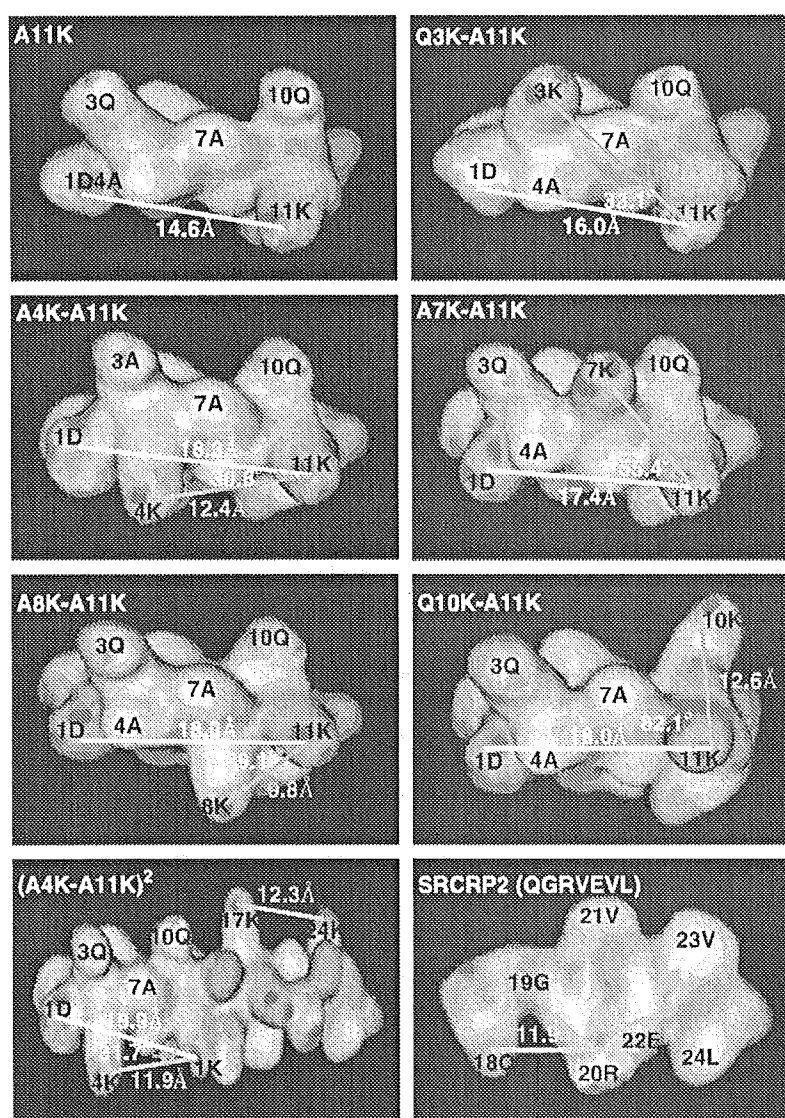 A11K
3Q
10Q
7A
1D4A
11K
14.6Å
Q3K-A11K
3K
10Q
7A
1D
4A
11K
16.0Å
A4K-A11K
3A
10Q
7A
1D
11K
4K
12.4Å
A7K-A11K
3Q
7K
10Q
4A
1D
11K
17.4Å
A8K-A11K
3Q
10Q
7A
1D
4A
11K
8K
9.8Å
Q10K-A11K
10K
3Q
7A
12.6Å
1D
4A
11K
(A4K-A11K)²
12.3Å
17K
24K
3Q
10Q
7A
1D
1K
4K
11.9Å
SRCRP2 (QGRVEVL)
21V
23V
19G
22E
20R
24L